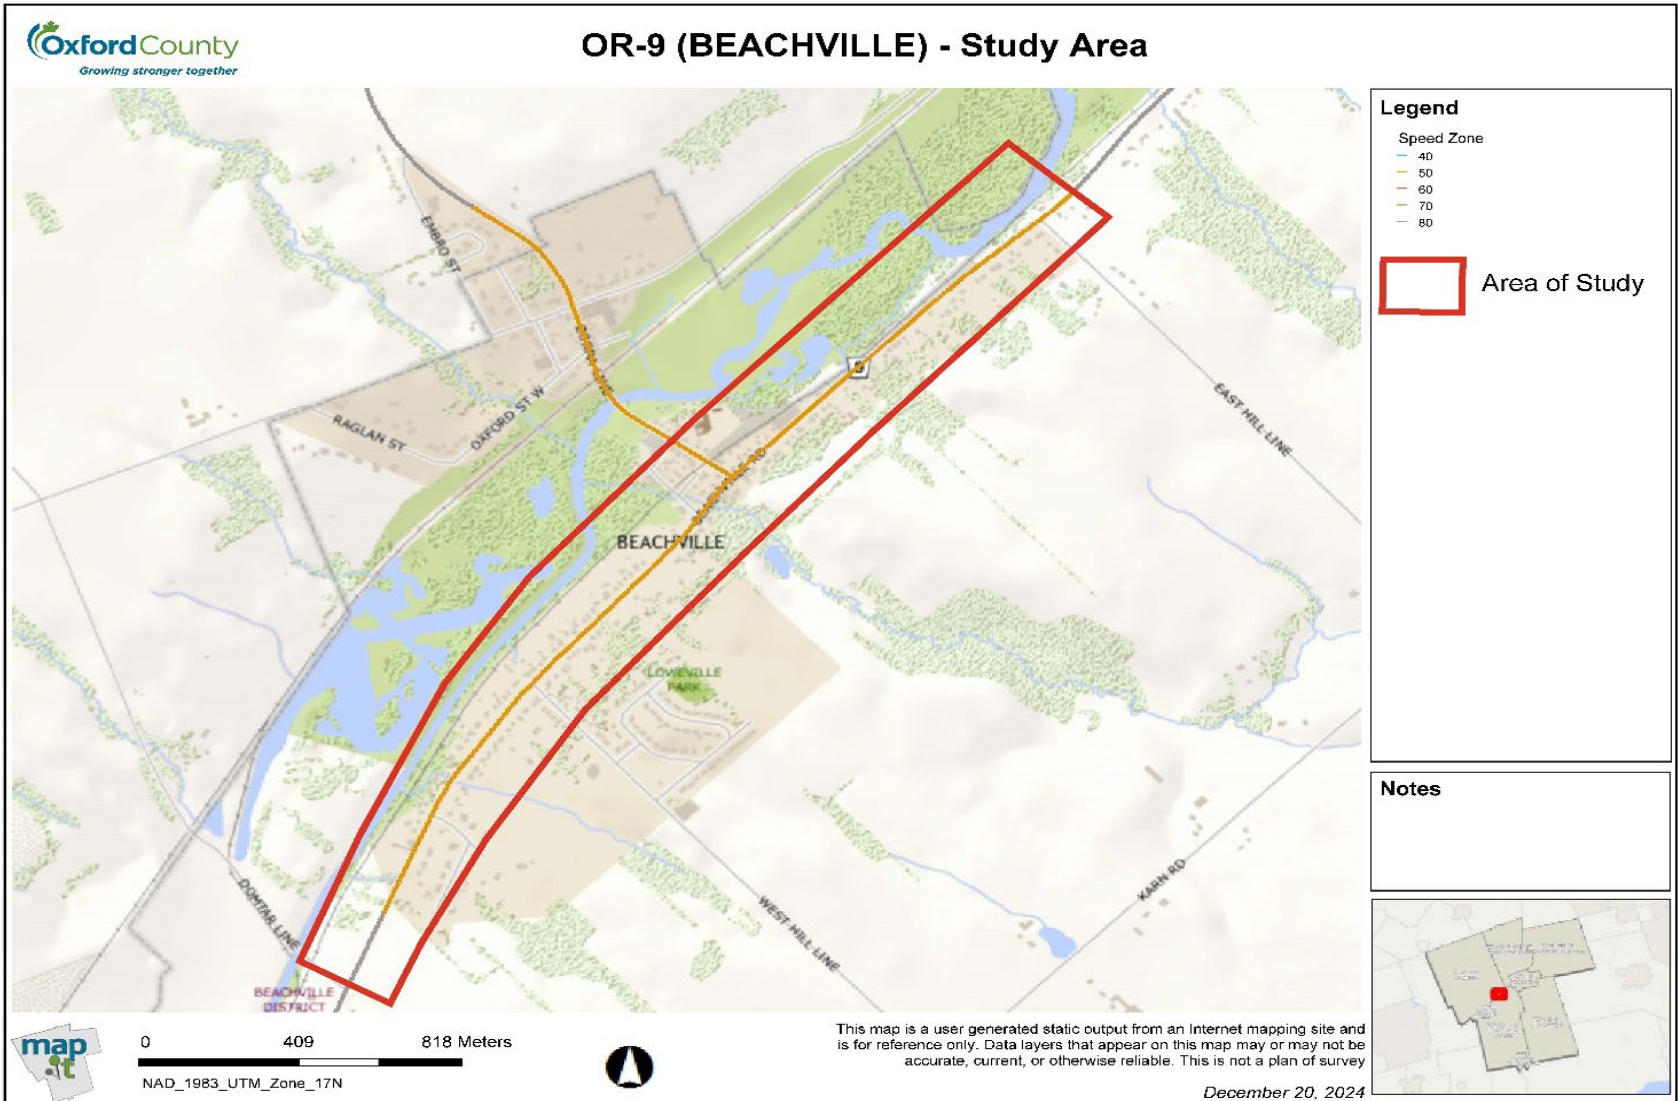 OxfordCounty
Growing stronger together
OR-9 (BEACHVILLE) - Study Area
Legend
Speed Zone
40
50
60
70
80
Area of Study
EMBRO ST
RAGLAN ST
OXFORD ST W
9
EAST HILL LINE
BEACHVILLE
LOWEVILLE
PARK
KARN RD
WEST HILL LINE
DOMTAR LINE
BEACHVILLE
DISTRICT
Notes
map
it
0 409 818 Meters
NAD_1983_UTM_Zone_17N
This map is a user generated static output from an Internet mapping site and
is for reference only. Data layers that appear on this map may or may not be
accurate, current, or otherwise reliable. This is not a plan of survey
December 20, 2024